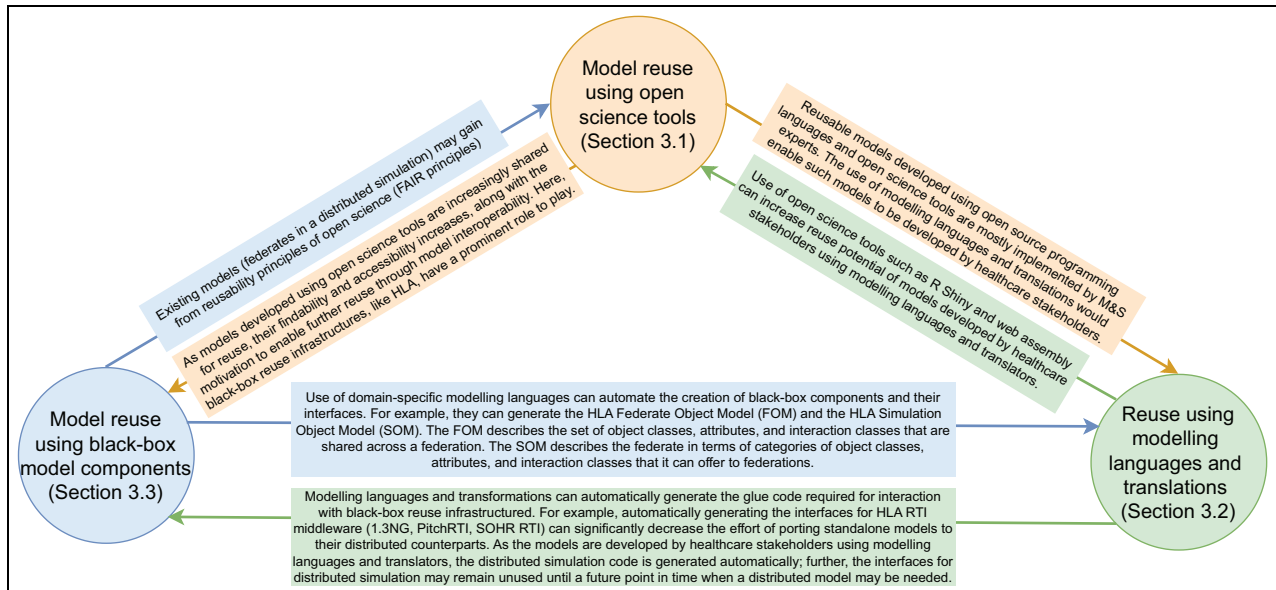 Model reuse
using open
science tools
(Section 3.1)
Existing models (federates in a distributed simulation) may gain
from reusability principles of open science (FAIR principles)
As models developed using open science tools are increasingly shared
for reuse, their findability and accessibility increases, along with the
motivation to enable further reuse through model interoperability. Here,
black-box reuse infrastructures, like HLA, have a prominent role to play.
Reusable models developed using open source programming
languages and open science tools are mostly implemented by M&S
experts. The use of modelling languages and translations would
enable such models to be developed by healthcare stakeholders.
Use of open science tools such as R Shiny and web assembly
can increase reuse potential of models developed by healthcare
stakeholders using modelling languages and translators.
Model reuse
using black-box
model components
(Section 3.3)
Use of domain-specific modelling languages can automate the creation of black-box components and their
interfaces. For example, they can generate the HLA Federate Object Model (FOM) and the HLA Simulation
Object Model (SOM). The FOM describes the set of object classes, attributes, and interaction classes that are
shared across a federation. The SOM describes the federate in terms of categories of object classes,
attributes, and interaction classes that it can offer to federations.
Reuse using
modelling
languages and
translations
(Section 3.2)
Modelling languages and transformations can automatically generate the glue code required for interaction
with black-box reuse infrastructured. For example, automatically generating the interfaces for HLA RTI
middleware (1.3NG, PitchRTI, SOHR RTI) can significantly decrease the effort of porting standalone models to
their distributed counterparts. As the models are developed by healthcare stakeholders using modelling
languages and translators, the distributed simulation code is generated automatically; further, the interfaces for
distributed simulation may remain unused until a future point in time when a distributed model may be needed.